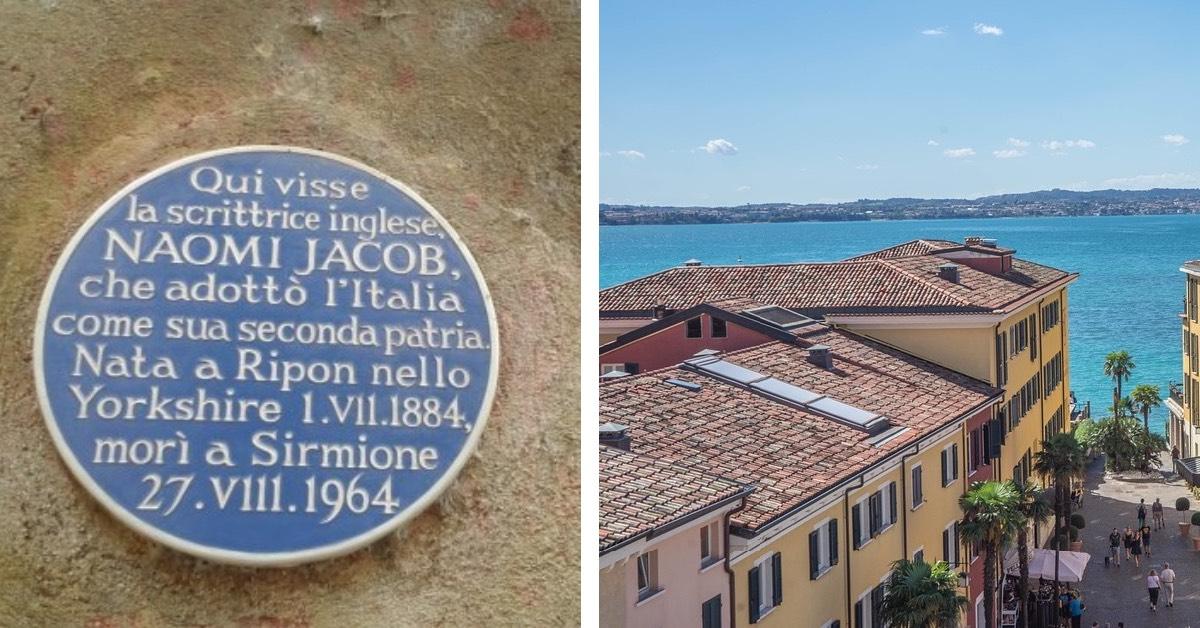 Qui visse
la scrittrice inglese,
NAOMI JACOB,
che adottò l'Italia
come sua seconda patria.
Nata a Ripon nello
Yorkshire 1.VII.1884,
morì a Sirmione
27.VIII.1964